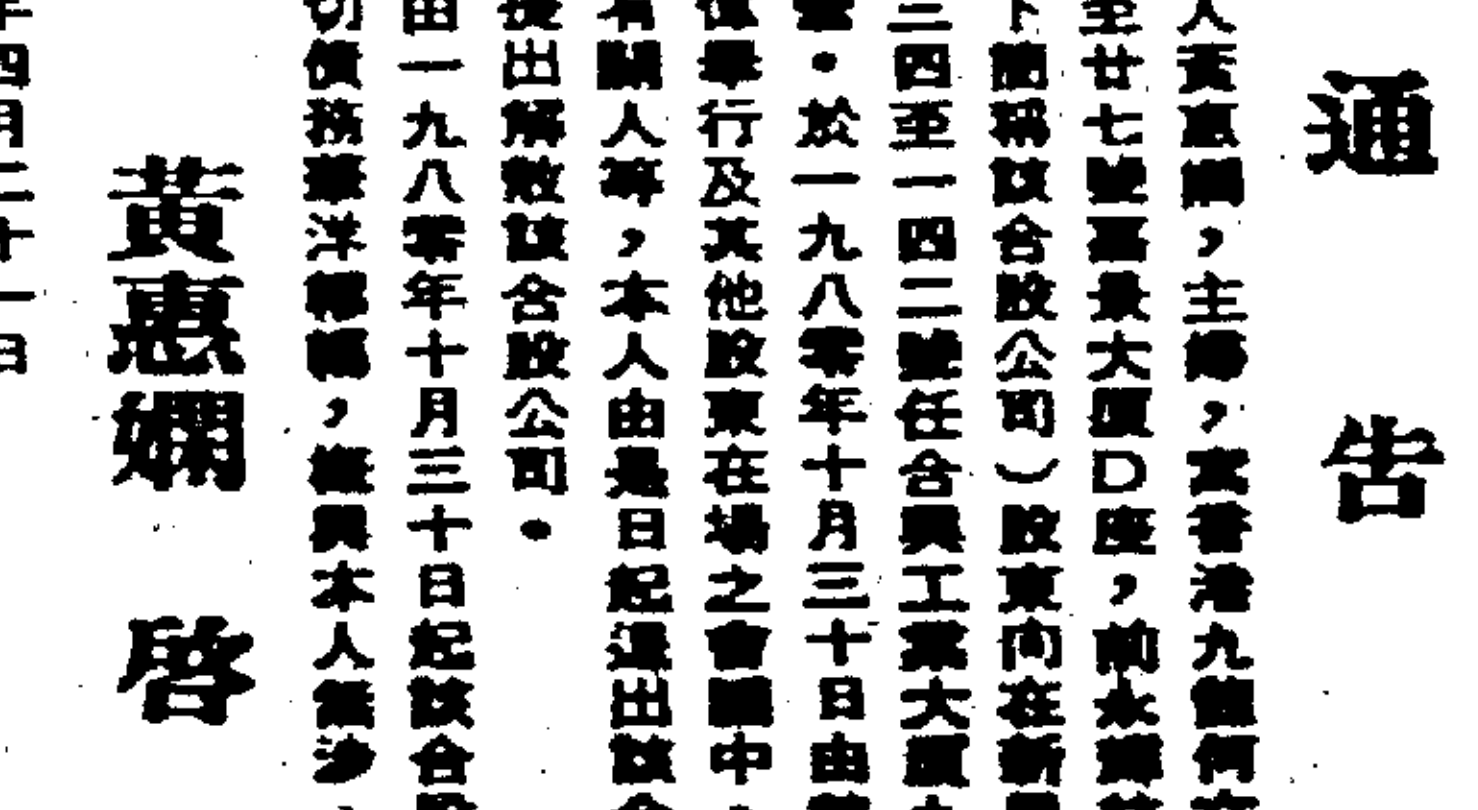 通告
人黃惠嫻，主婦，寓香港九龍何
至廿七號嘉景大廈D座，前永輝
下簡稱該合股公司）股東向在新
三四至一四二號任合興工業大廈
。於一九八零年十月三十日由
舉行及其他股東在場之會議中
有關人等，本人由是日起退出該
提出解散該合股公司。
由一九八零年十月三十日起該合股
切債務華洋轇轕，概與本人無涉，
黃惠嫻 啓
年四月二十一日